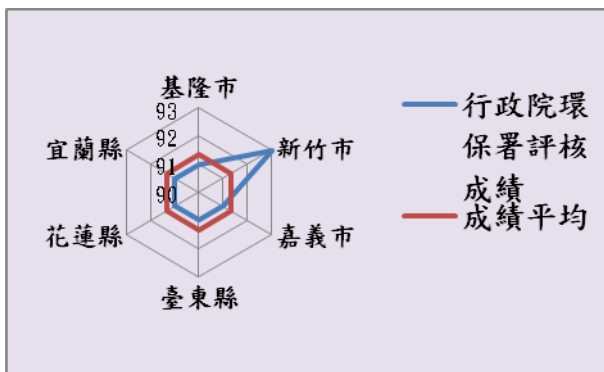 基隆市
93
92
91
90
新竹市
嘉義市
臺東縣
花蓮縣
宜蘭縣
行政院環
保署評核
成績
成績平均